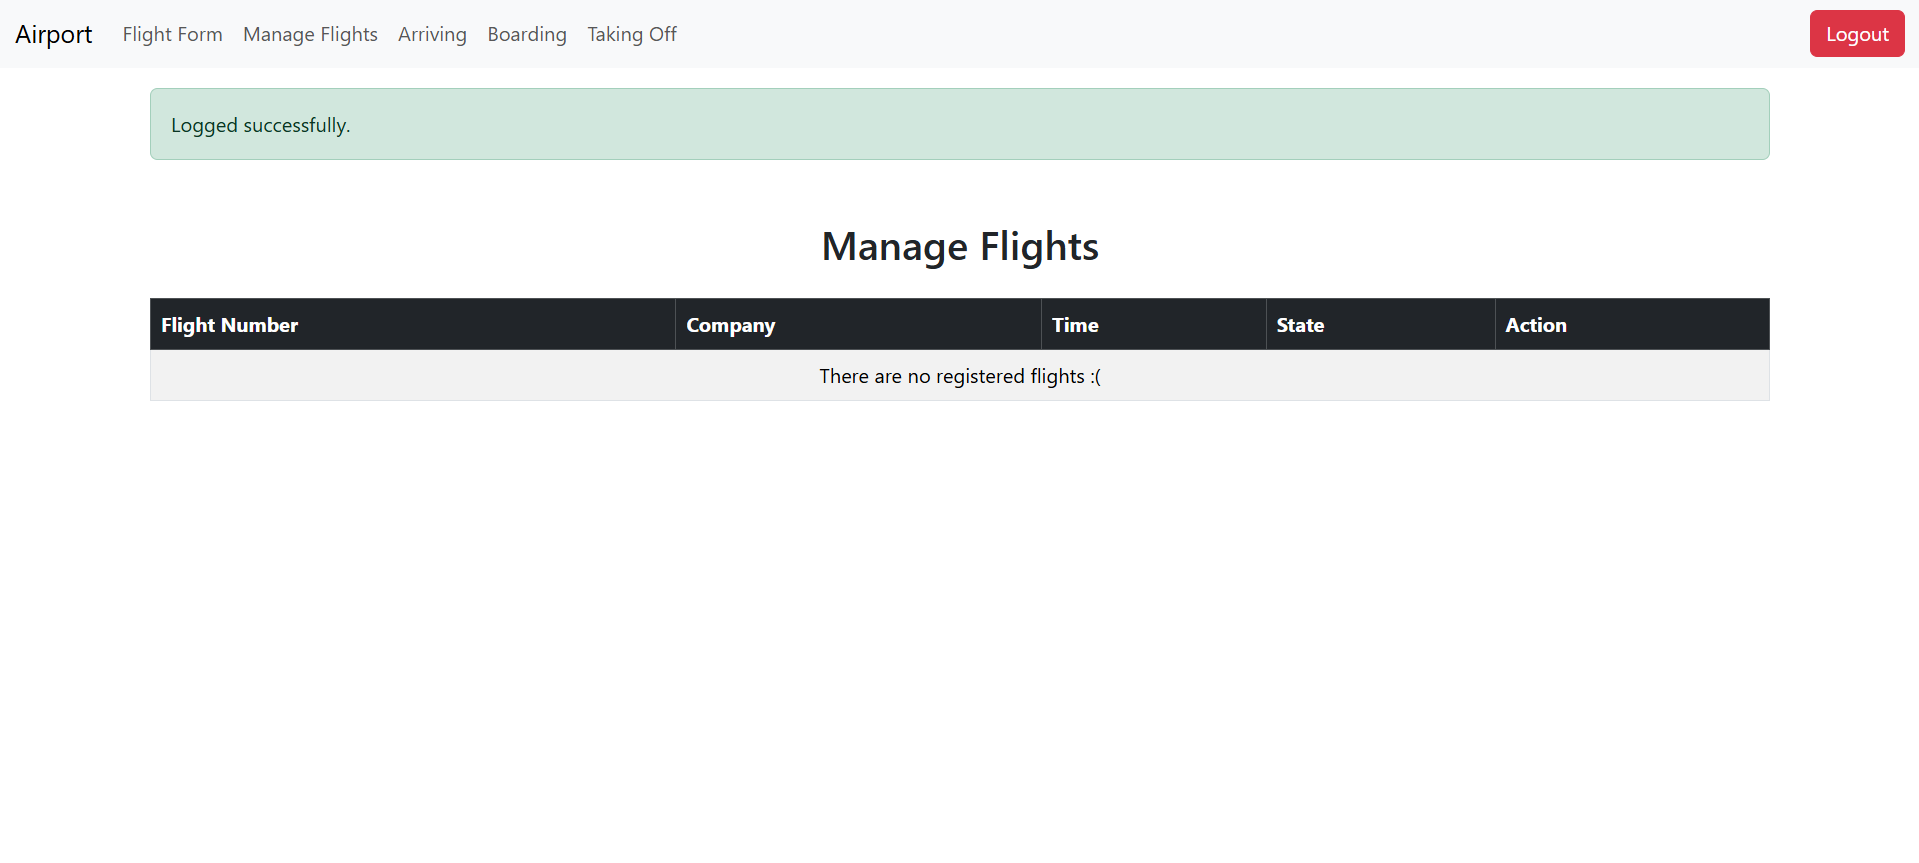 Airport Flight Form Manage Flights Arriving Boarding Taking Off Logout
Logged successfully.
Manage Flights
Flight Number Company Time State Action
There are no registered flights :(